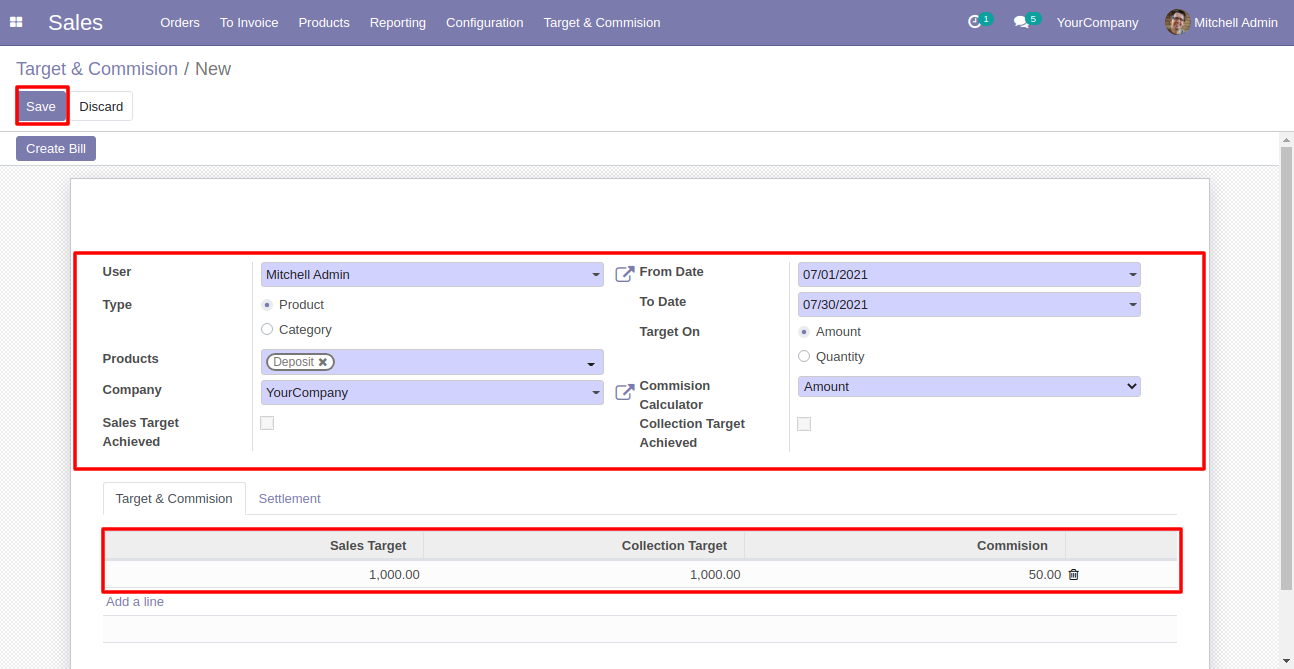 Sales Orders To Invoice Products Reporting Configuration Target & Commision 1 5 YourCompany Mitchell Admin
Target & Commision / New
Save Discard
Create Bill
User Mitchell Admin From Date 07/01/2021
Type Product To Date 07/30/2021
Category Target On Amount
Quantity
Products Deposit
Company YourCompany Commision Calculator Amount
Sales Target Achieved Collection Target Achieved
Target & Commision Settlement
Sales Target Collection Target Commision
1,000.00 1,000.00 50.00
Add a line